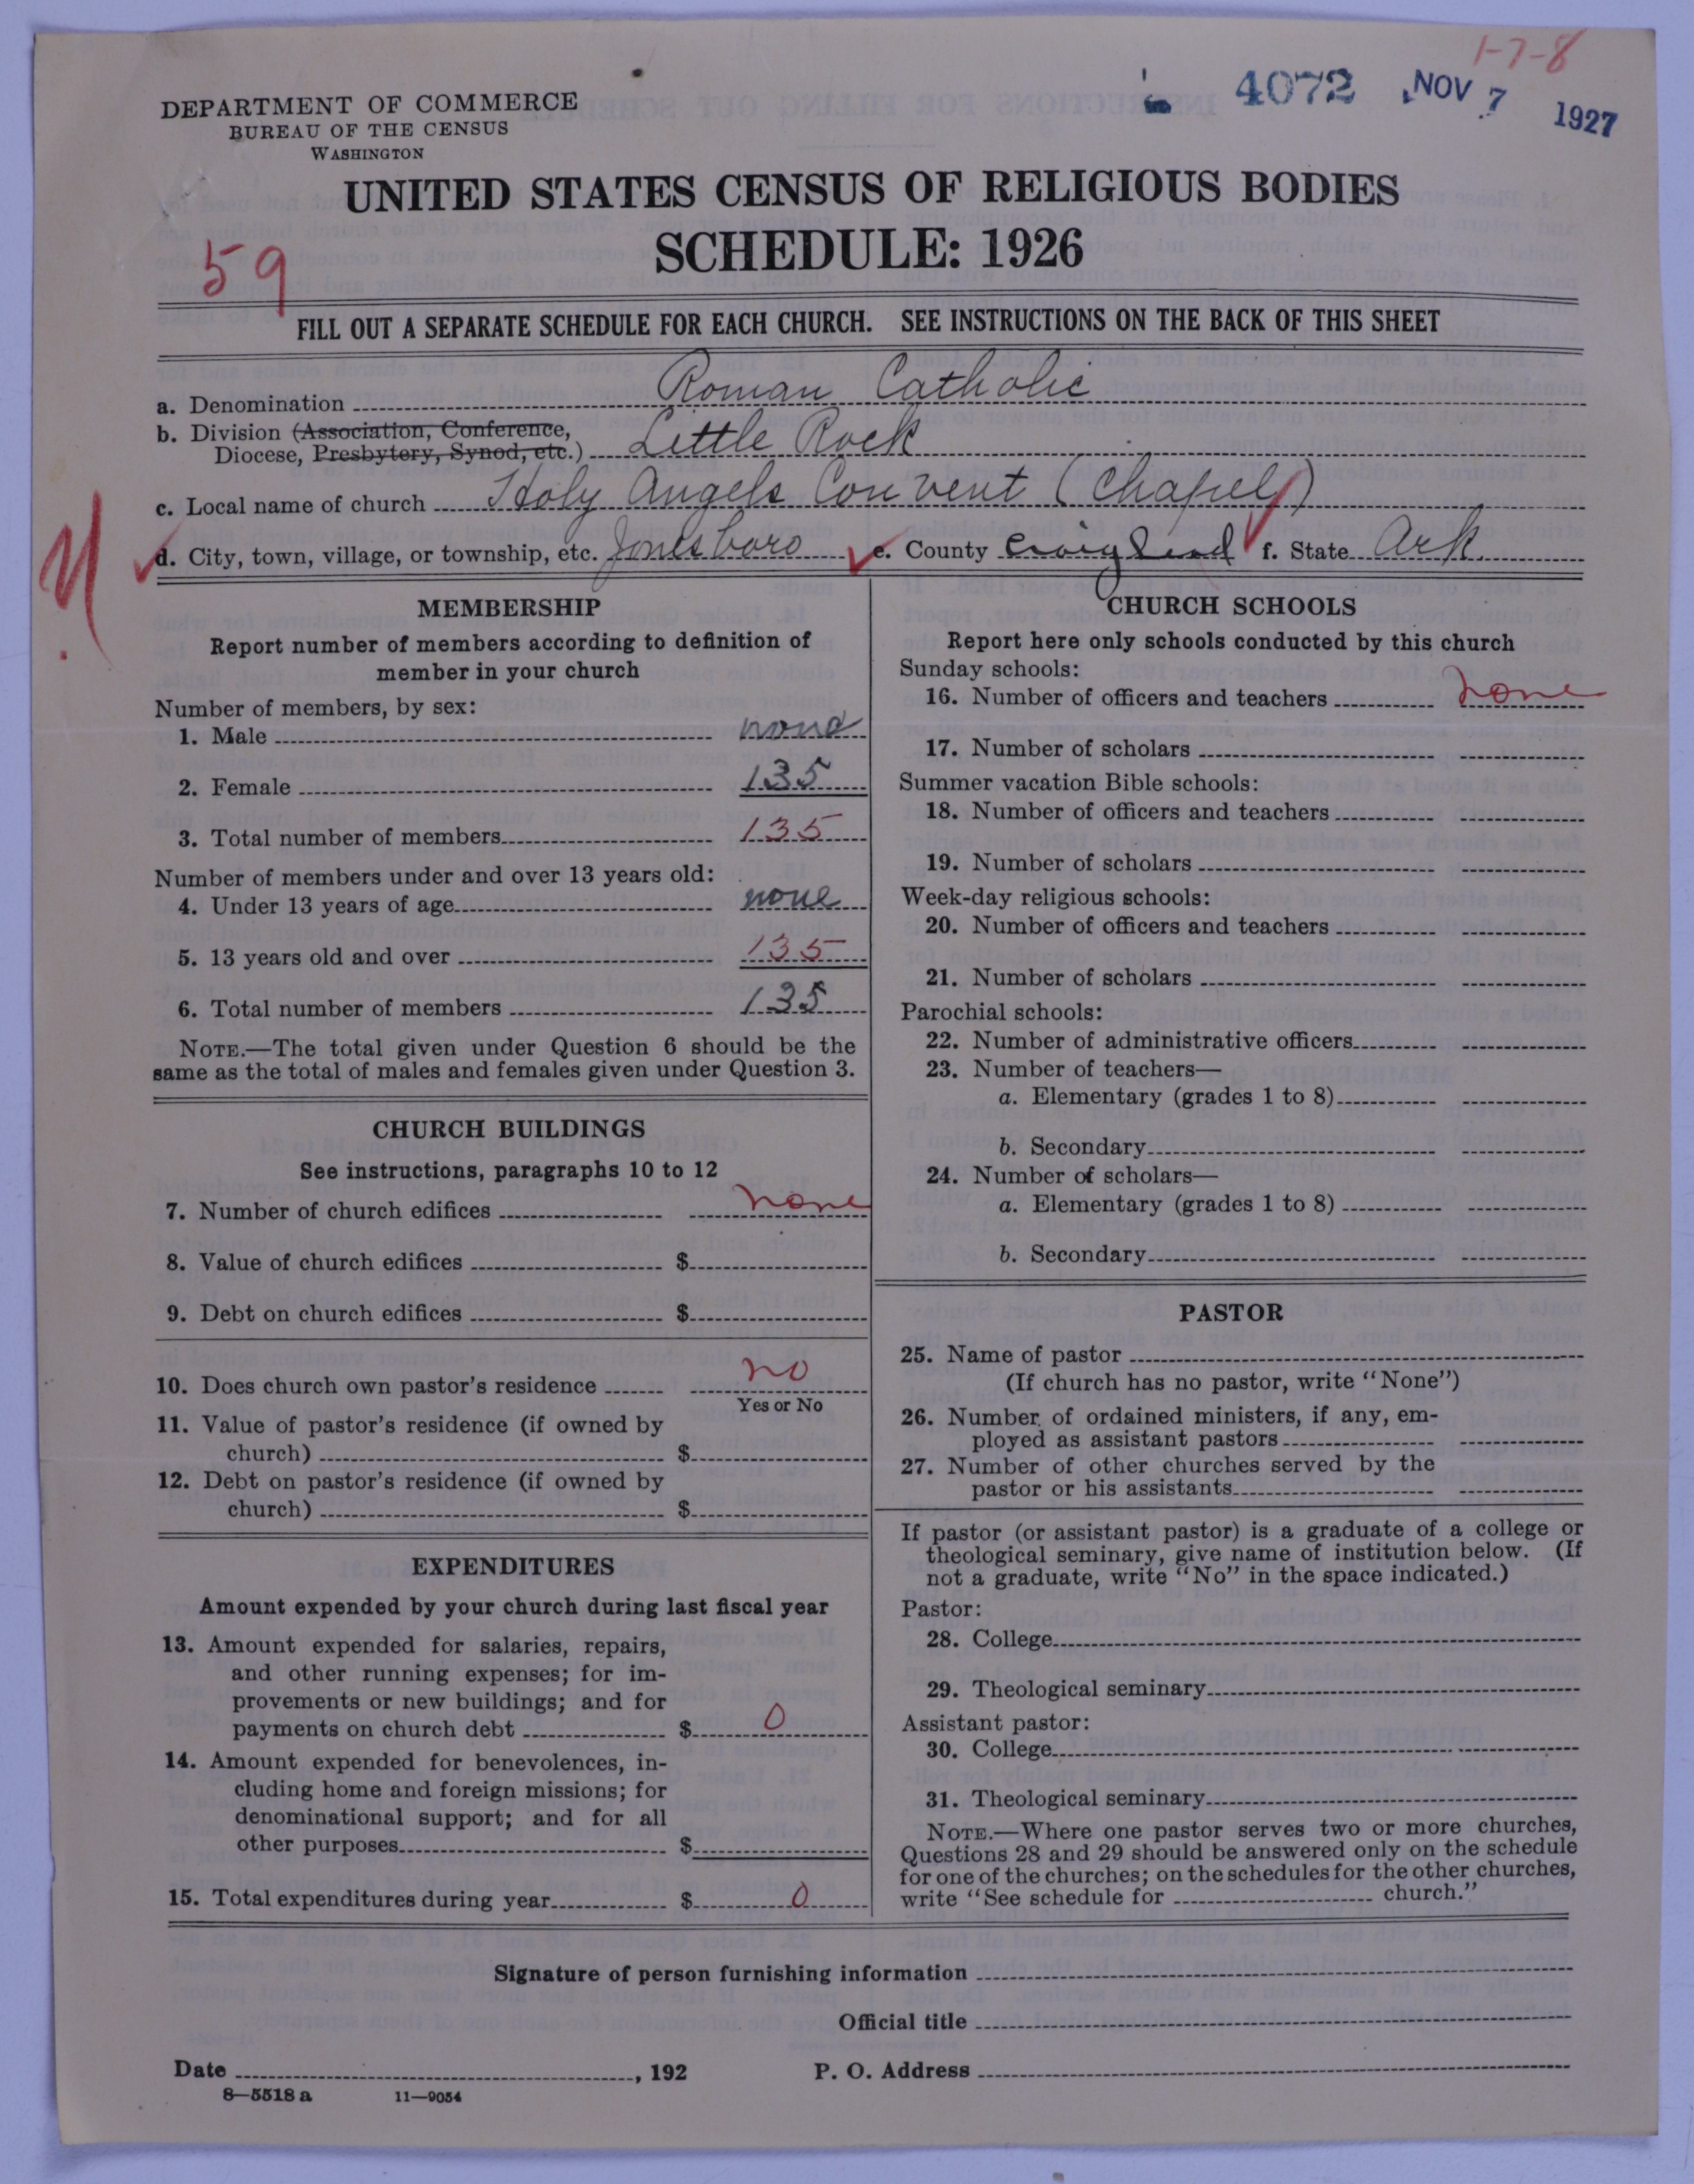 1-7-8
4072 NOV 7 1927
DEPARTMENT OF COMMERCE
BUREAU OF THE CENSUS
WASHINGTON
UNITED STATES CENSUS OF RELIGIOUS BODIES
SCHEDULE: 1926
59
FILL OUT A SEPARATE SCHEDULE FOR EACH CHURCH. SEE INSTRUCTIONS ON THE BACK OF THIS SHEET
a. Denomination Roman Catholic
b. Division (Association, Conference,
Diocese, Presbytery, Synod, etc.) Little Rock
c. Local name of church Holy Angels Convent (Chapel)
d. City, town, village, or township, etc. Jonesboro e. County Craighead f. State Ark.
MEMBERSHIP
Report number of members according to definition of
member in your church
Number of members, by sex:
1. Male none
2. Female 135
3. Total number of members 135
Number of members under and over 13 years old:
4. Under 13 years of age none
5. 13 years old and over 135
6. Total number of members 135
NOTE.—The total given under Question 6 should be the
same as the total of males and females given under Question 3.
CHURCH BUILDINGS
See instructions, paragraphs 10 to 12
7. Number of church edifices none
8. Value of church edifices $
9. Debt on church edifices $
10. Does church own pastor's residence no
Yes or No
11. Value of pastor's residence (if owned by
church) $
12. Debt on pastor's residence (if owned by
church) $
EXPENDITURES
Amount expended by your church during last fiscal year
13. Amount expended for salaries, repairs,
and other running expenses; for im-
provements or new buildings; and for
payments on church debt $ 0
14. Amount expended for benevolences, in-
cluding home and foreign missions; for
denominational support; and for all
other purposes $
15. Total expenditures during year $ 0
CHURCH SCHOOLS
Report here only schools conducted by this church
Sunday schools:
16. Number of officers and teachers none
17. Number of scholars
Summer vacation Bible schools:
18. Number of officers and teachers
19. Number of scholars
Week-day religious schools:
20. Number of officers and teachers
21. Number of scholars
Parochial schools:
22. Number of administrative officers
23. Number of teachers—
a. Elementary (grades 1 to 8)
b. Secondary
24. Number of scholars—
a. Elementary (grades 1 to 8)
b. Secondary
PASTOR
25. Name of pastor
(If church has no pastor, write "None")
26. Number of ordained ministers, if any, em-
ployed as assistant pastors
27. Number of other churches served by the
pastor or his assistants
If pastor (or assistant pastor) is a graduate of a college or
theological seminary, give name of institution below. (If
not a graduate, write "No" in the space indicated.)
Pastor:
28. College
29. Theological seminary
Assistant pastor:
30. College
31. Theological seminary
NOTE.—Where one pastor serves two or more churches,
Questions 28 and 29 should be answered only on the schedule
for one of the churches; on the schedules for the other churches,
write "See schedule for church."
Signature of person furnishing information
Official title
Date , 192 P. O. Address
8—5518 a 11—9054